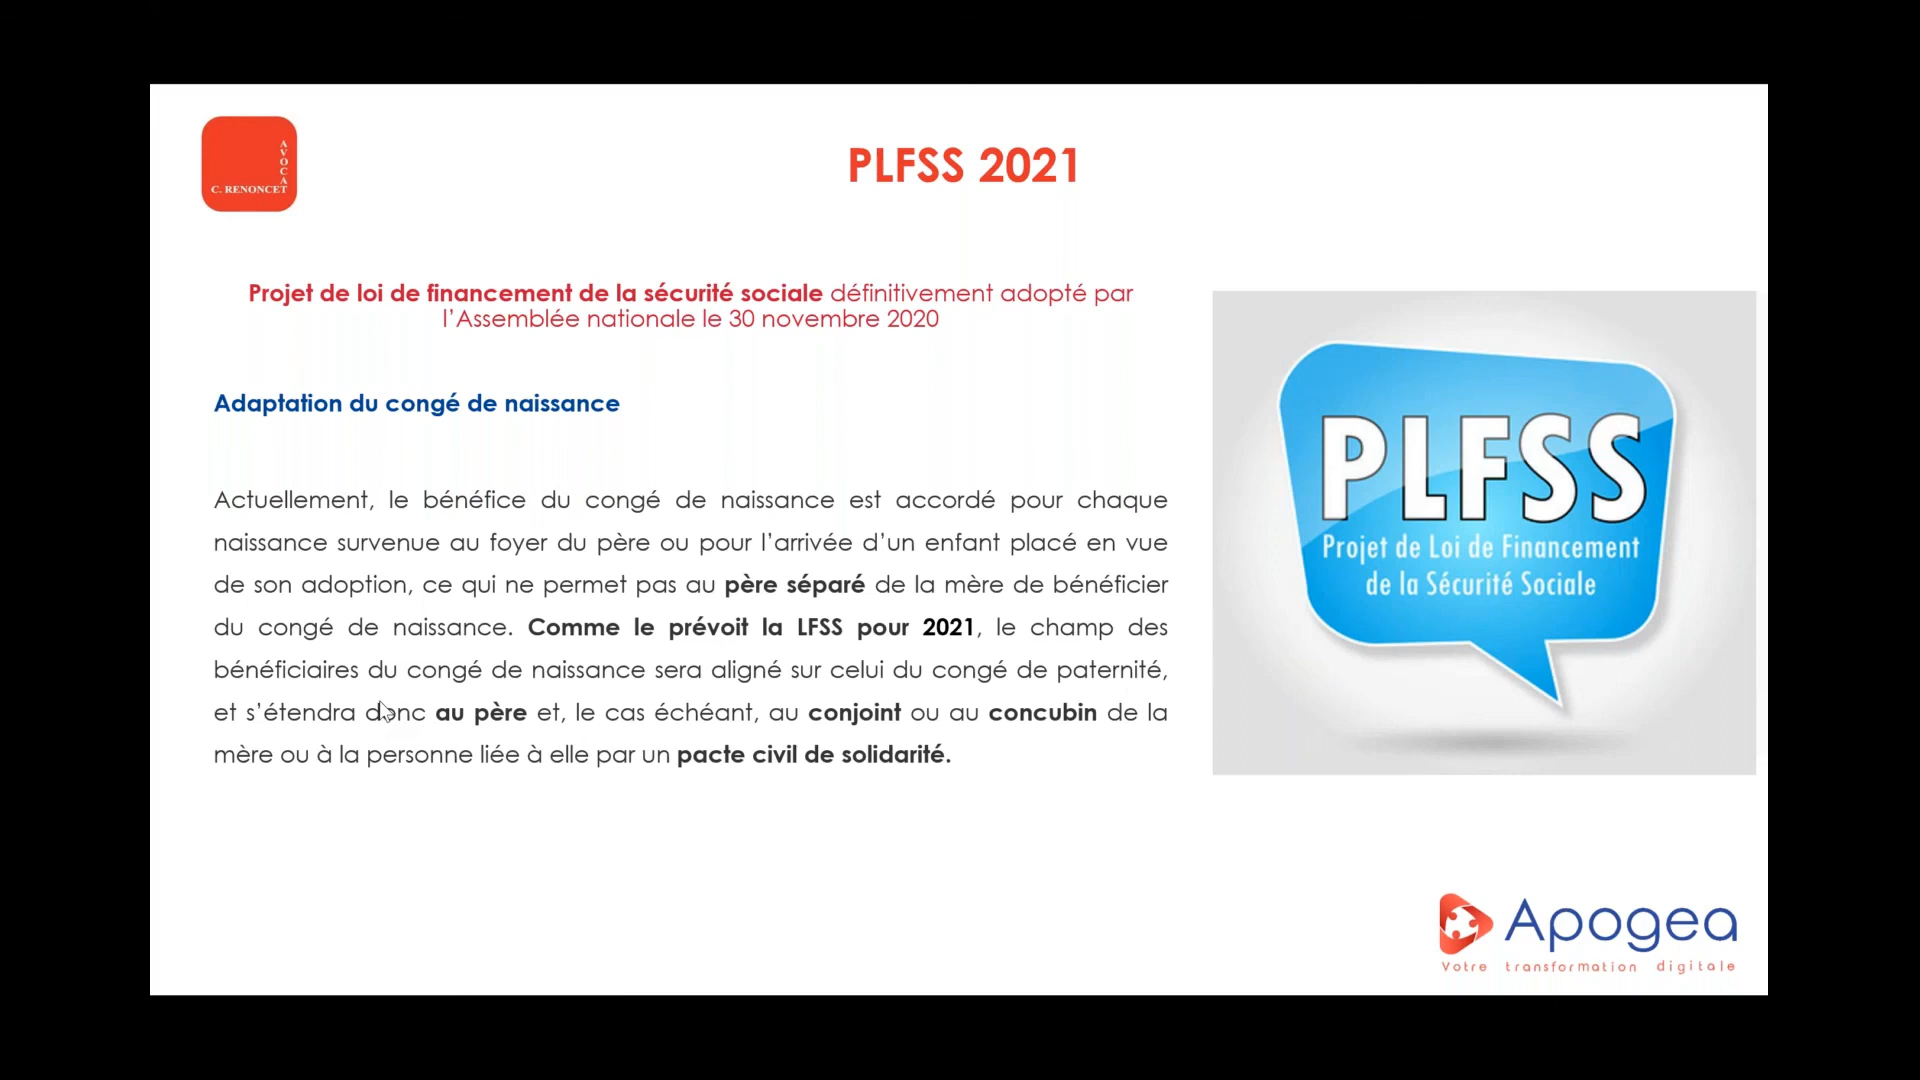 AVOCAT
C. RENONCET
PLFSS 2021
Projet de loi de financement de la sécurité sociale définitivement adopté par
l’Assemblée nationale le 30 novembre 2020
Adaptation du congé de naissance
Actuellement, le bénéfice du congé de naissance est accordé pour chaque
naissance survenue au foyer du père ou pour l’arrivée d’un enfant placé en vue
de son adoption, ce qui ne permet pas au père séparé de la mère de bénéficier
du congé de naissance. Comme le prévoit la LFSS pour 2021, le champ des
bénéficiaires du congé de naissance sera aligné sur celui du congé de paternité,
et s’étendra donc au père et, le cas échéant, au conjoint ou au concubin de la
mère ou à la personne liée à elle par un pacte civil de solidarité.
PLFSS
Projet de Loi de Financement
de la Sécurité Sociale
Apogea
Votre transformation digitale